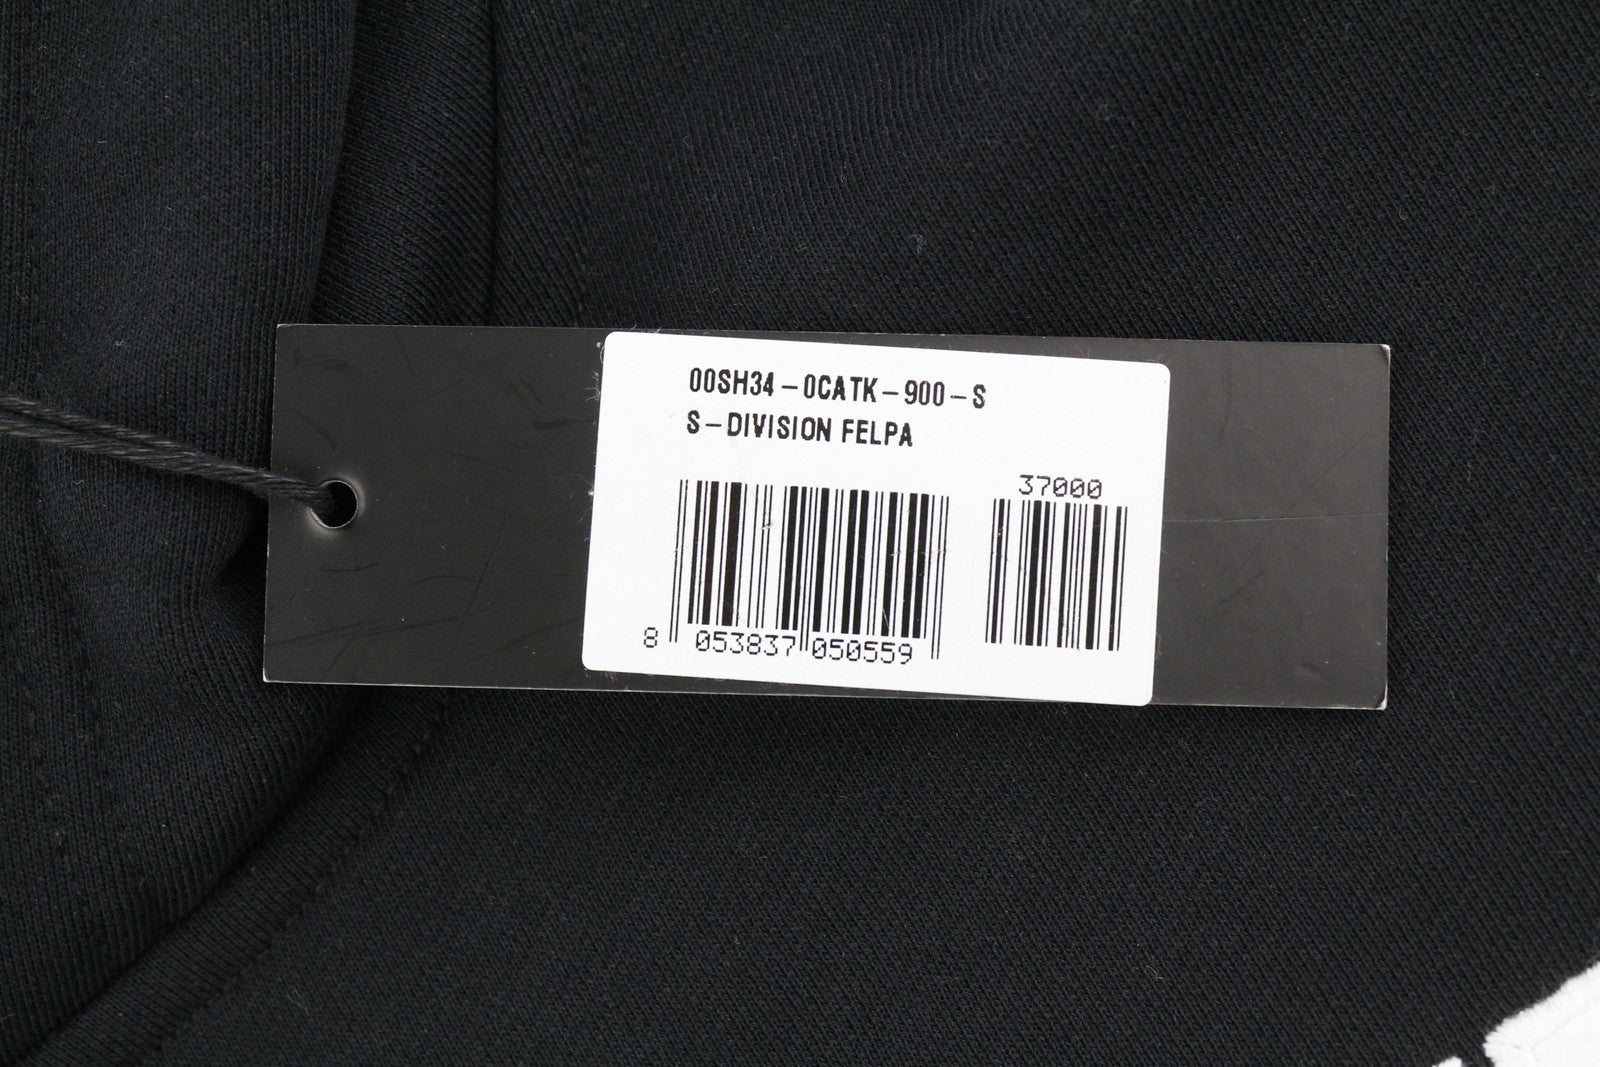 00SH34-0CATK-900-S
S-DIVISION FELPA
37000
8 053837 050559